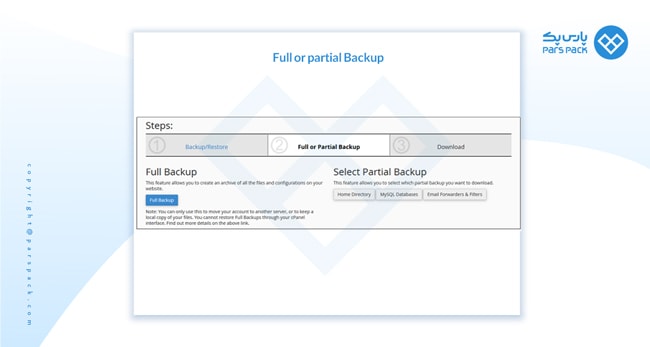 پارس پک
PARS PACK
Full or partial Backup
Steps:
1 Backup/Restore 2 Full or Partial Backup 3 Download
Full Backup
This feature allows you to create an archive of all the files and configurations on your
website.
Full Backup
Note: You can only use this to move your account to another server, or to keep a
local copy of your files. You cannot restore Full Backups through your cPanel
interface. Find out more details on the above link.
Select Partial Backup
This feature allows you to select which partial backup you want to download.
Home Directory MySQL Databases Email Forwarders & Filters
copyright@parspack.com